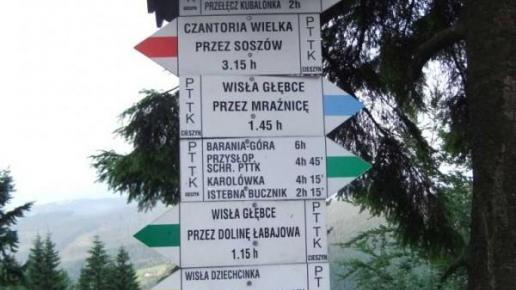 PRZEŁĘCZ KUBALONKA 2h
CZANTORIA WIELKA
PRZEZ SOSZÓW
3.15 h
PTTK
CIESZYN
PTTK
CIESZYN
WISŁA GŁĘBCE
PRZEZ MRAŹNICĘ
1.45 h
PTTK
BARANIA GÓRA 6h
PRZYSŁOP.
SCHR. PTTK 4h 45'
KAROLÓWKA 4h 15'
ISTEBNA BUCZNIK 2h 15'
WISŁA GŁĘBCE
PRZEZ DOLINĘ ŁABAJOWA
1.15 h
PTTK
WISŁA DZIECHCINKA